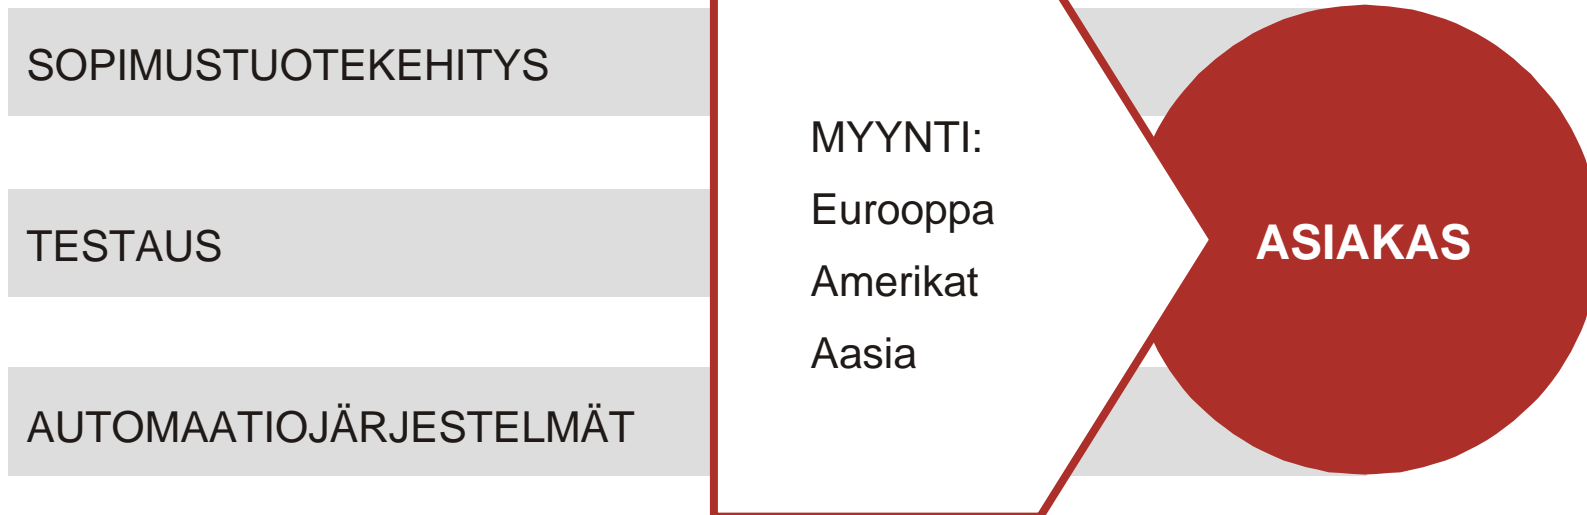 SOPIMUSTUOTEKEHITYS
TESTAUS
AUTOMAATIOJÄRJESTELMÄT
MYYNTI:
Eurooppa
Amerikat
Aasia
ASIAKAS